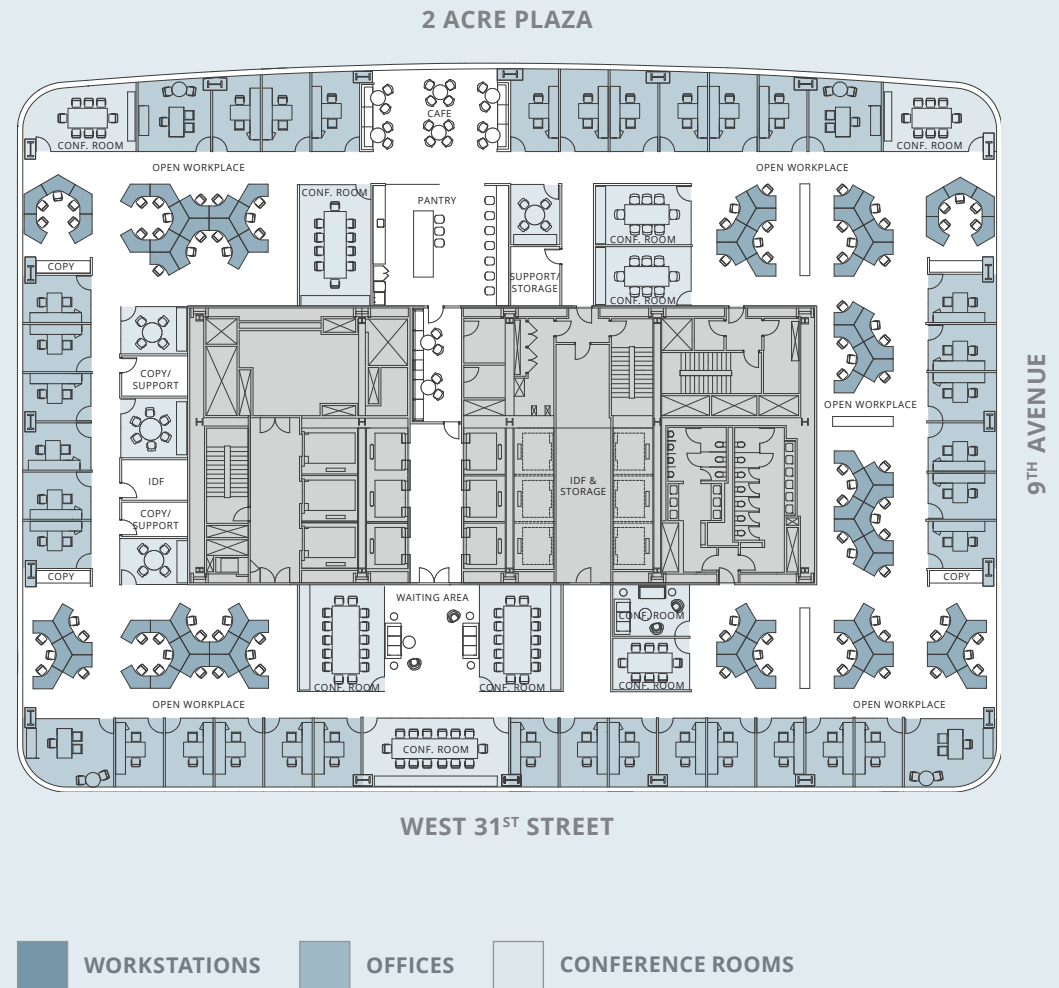 2 ACRE PLAZA
CAFE
CONF. ROOM
CONF. ROOM
OPEN WORKPLACE
OPEN WORKPLACE
CONF. ROOM
PANTRY
CONF. ROOM
COPY
SUPPORT/
STORAGE
CONF. ROOM
COPY/
SUPPORT
OPEN WORKPLACE
9TH AVENUE
IDF
IDF &
STORAGE
COPY/
SUPPORT
COPY
COPY
WAITING AREA
CONF. ROOM
CONF. ROOM
CONF. ROOM
CONF. ROOM
OPEN WORKPLACE
OPEN WORKPLACE
CONF. ROOM
WEST 31ST STREET
WORKSTATIONS
OFFICES
CONFERENCE ROOMS